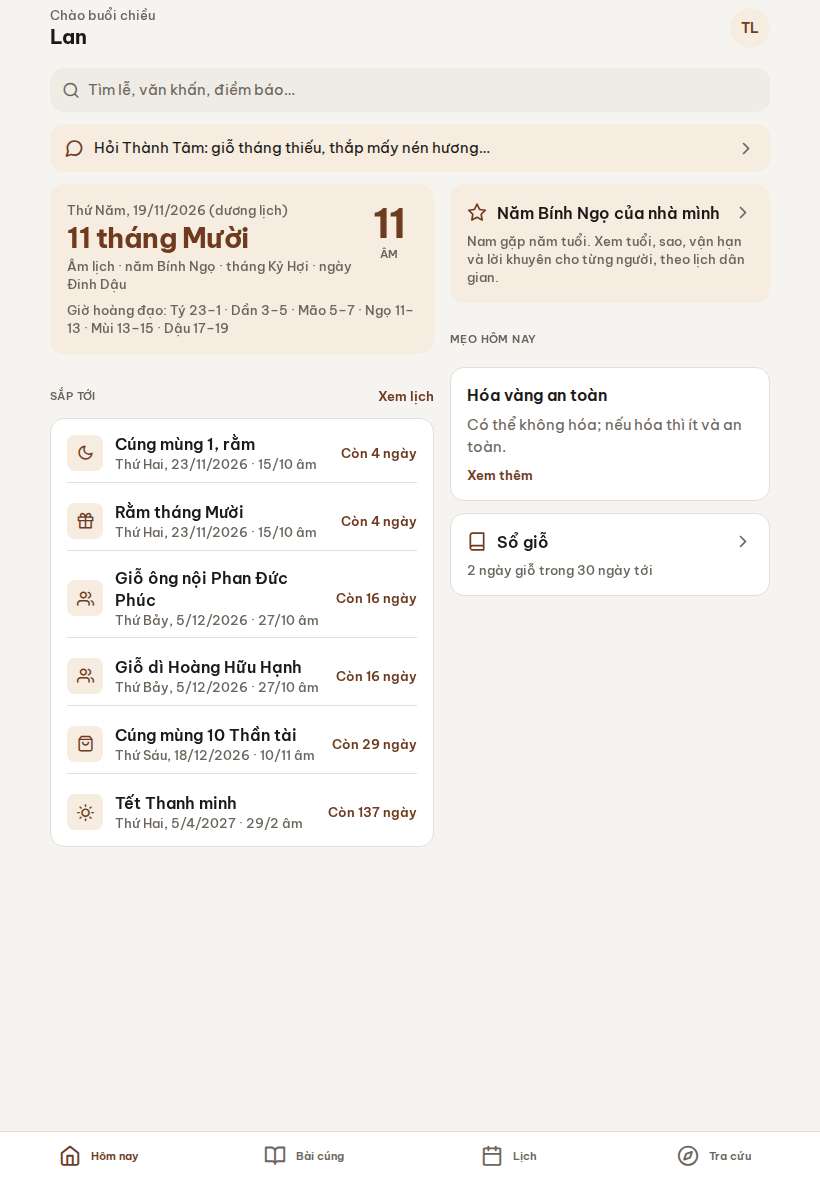 Chào buổi chiều
Lan
TL
Tìm lễ, văn khấn, điềm báo...
Hỏi Thành Tâm: giỗ tháng thiếu, thắp mấy nén hương...
Thứ Năm, 19/11/2026 (dương lịch)
11 tháng Mười
Âm lịch · năm Bính Ngọ · tháng Kỷ Hợi · ngày
Đinh Dậu
11
ÂM
Giờ hoàng đạo: Tý 23–1 · Dần 3–5 · Mão 5–7 · Ngọ 11–
13 · Mùi 13–15 · Dậu 17–19
Năm Bính Ngọ của nhà mình
Nam gặp năm tuổi. Xem tuổi, sao, vận hạn
và lời khuyên cho từng người, theo lịch dân
gian.
SẮP TỚI
Xem lịch
Cúng mùng 1, rằm
Thứ Hai, 23/11/2026 · 15/10 âm
Còn 4 ngày
Rằm tháng Mười
Thứ Hai, 23/11/2026 · 15/10 âm
Còn 4 ngày
Giỗ ông nội Phan Đức
Phúc
Thứ Bảy, 5/12/2026 · 27/10 âm
Còn 16 ngày
Giỗ dì Hoàng Hữu Hạnh
Thứ Bảy, 5/12/2026 · 27/10 âm
Còn 16 ngày
Cúng mùng 10 Thần tài
Thứ Sáu, 18/12/2026 · 10/11 âm
Còn 29 ngày
Tết Thanh minh
Thứ Hai, 5/4/2027 · 29/2 âm
Còn 137 ngày
MẸO HÔM NAY
Hóa vàng an toàn
Có thể không hóa; nếu hóa thì ít và an
toàn.
Xem thêm
Sổ giỗ
2 ngày giỗ trong 30 ngày tới
Hôm nay
Bài cúng
Lịch
Tra cứu